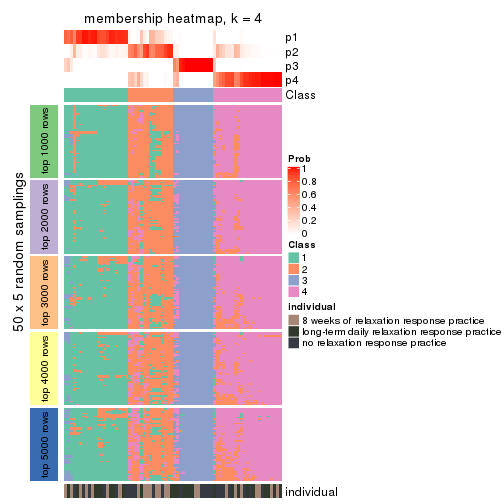 membership heatmap, k = 4
p1
p2
p3
p4
Class
50 x 5 random samplings
top 1000 rows
top 2000 rows
top 3000 rows
top 4000 rows
top 5000 rows
individual
Prob
1
0.8
0.6
0.4
0.2
0
Class
1
2
3
4
individual
8 weeks of relaxation response practice
long-term daily relaxation response practice
no relaxation response practice